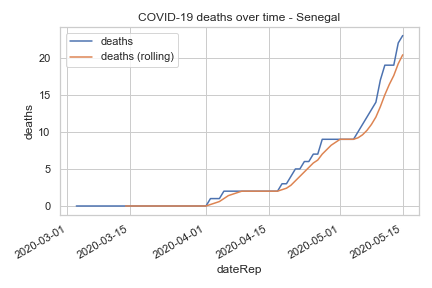 COVID-19 deaths over time - Senegal
deaths
deaths (rolling)
deaths
20
15
10
5
0
2020-03-01
2020-03-15
2020-04-01
2020-04-15
2020-05-01
2020-05-15
dateRep